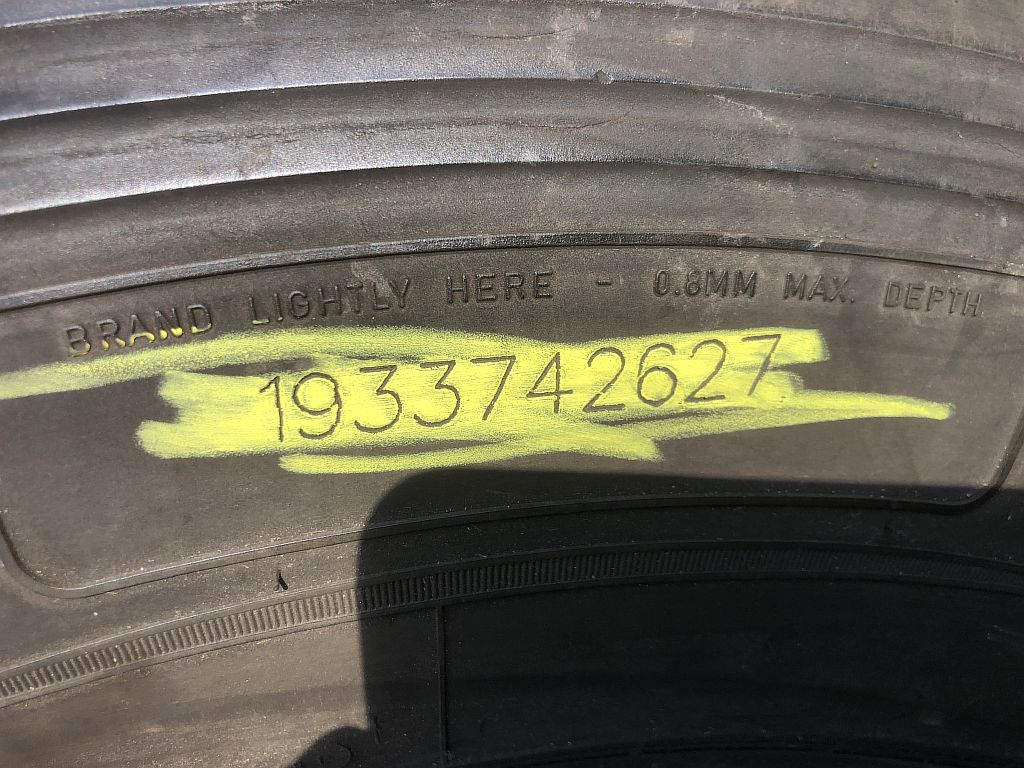 BRAND LIGHTLY HERE - 0.8MM MAX. DEPTH
1933742627